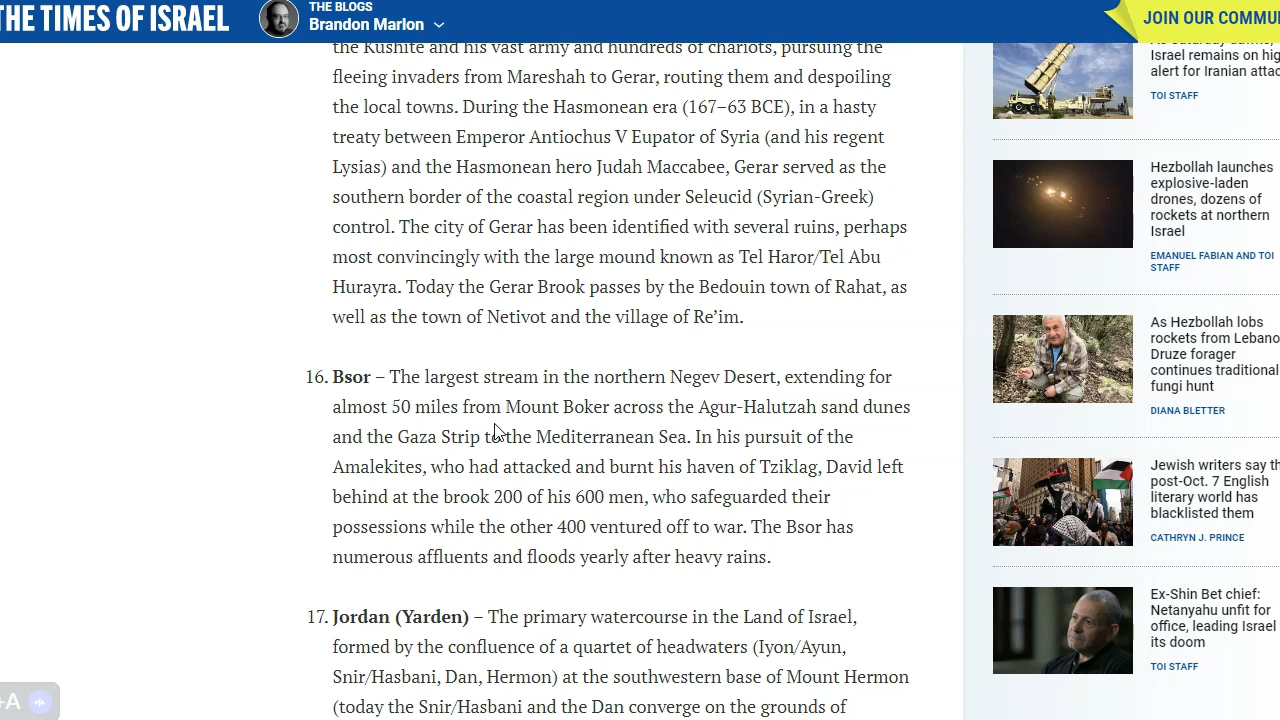 THE TIMES OF ISRAEL
THE BLOGS
Brandon Marlon
JOIN OUR COMMU
the Kushite and his vast army and hundreds of chariots, pursuing the
fleeing invaders from Mareshah to Gerar, routing them and despoiling
the local towns. During the Hasmonean era (167–63 BCE), in a hasty
treaty between Emperor Antiochus V Eupator of Syria (and his regent
Lysias) and the Hasmonean hero Judah Maccabee, Gerar served as the
southern border of the coastal region under Seleucid (Syrian-Greek)
control. The city of Gerar has been identified with several ruins, perhaps
most convincingly with the large mound known as Tel Haror/Tel Abu
Hurayra. Today the Gerar Brook passes by the Bedouin town of Rahat, as
well as the town of Netivot and the village of Re’im.
16. Bsor – The largest stream in the northern Negev Desert, extending for
almost 50 miles from Mount Boker across the Agur-Halutzah sand dunes
and the Gaza Strip to the Mediterranean Sea. In his pursuit of the
Amalekites, who had attacked and burnt his haven of Tziklag, David left
behind at the brook 200 of his 600 men, who safeguarded their
possessions while the other 400 ventured off to war. The Bsor has
numerous affluents and floods yearly after heavy rains.
17. Jordan (Yarden) – The primary watercourse in the Land of Israel,
formed by the confluence of a quartet of headwaters (Iyon/Ayun,
Snir/Hasbani, Dan, Hermon) at the southwestern base of Mount Hermon
(today the Snir/Hasbani and the Dan converge on the grounds of
Israel remains on hig
alert for Iranian attac
TOI STAFF
Hezbollah launches
explosive-laden
drones, dozens of
rockets at northern
Israel
EMANUEL FABIAN AND TOI
STAFF
As Hezbollah lobs
rockets from Lebano
Druze forager
continues traditional
fungi hunt
DIANA BLETTER
Jewish writers say th
post-Oct. 7 English
literary world has
blacklisted them
CATHRYN J. PRINCE
Ex-Shin Bet chief:
Netanyahu unfit for
office, leading Israel
its doom
TOI STAFF
+A